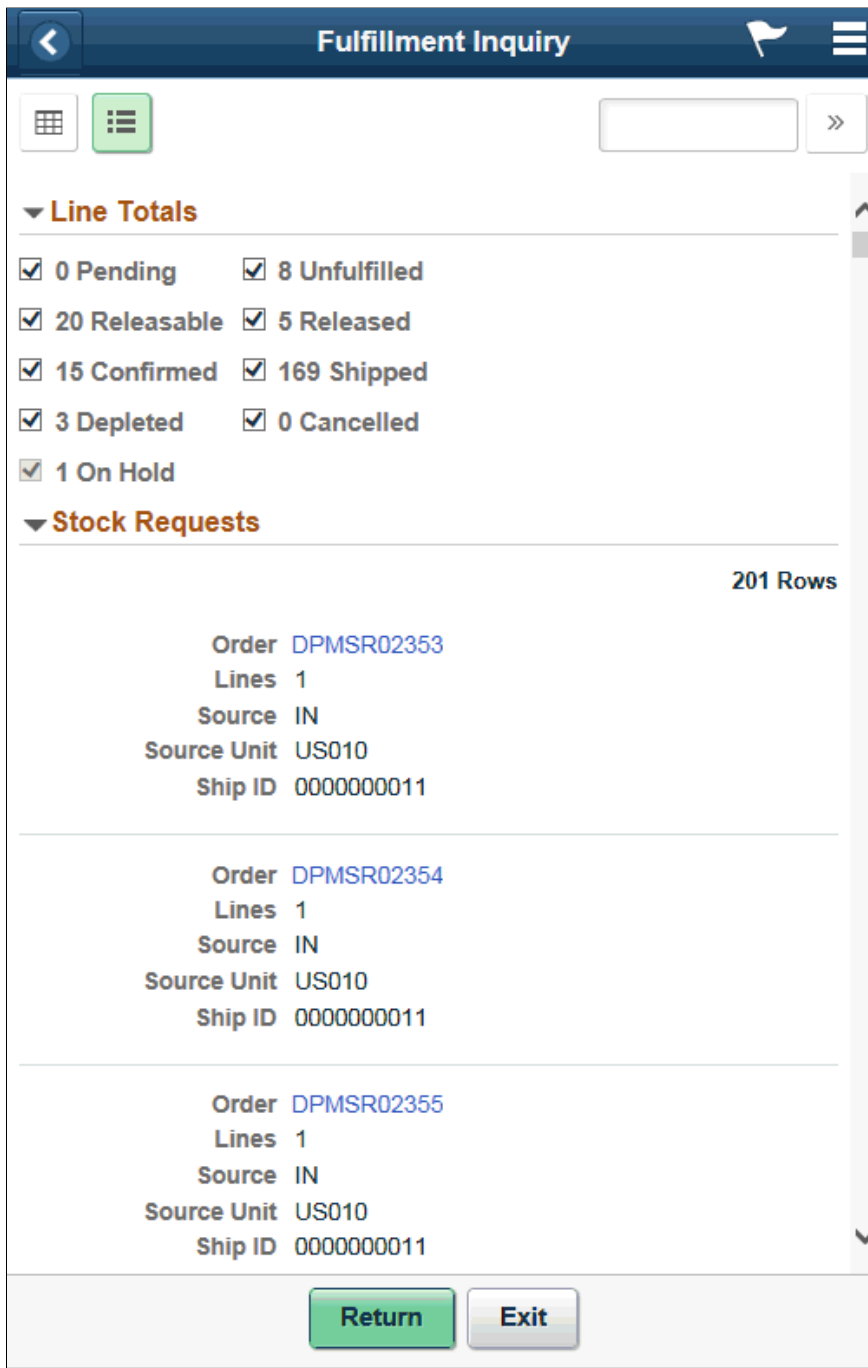 Fulfillment Inquiry
Line Totals
0 Pending 8 Unfulfilled
20 Releasable 5 Released
15 Confirmed 169 Shipped
3 Depleted 0 Cancelled
1 On Hold
Stock Requests
201 Rows
Order DPMSR02353
Lines 1
Source IN
Source Unit US010
Ship ID 0000000011
Order DPMSR02354
Lines 1
Source IN
Source Unit US010
Ship ID 0000000011
Order DPMSR02355
Lines 1
Source IN
Source Unit US010
Ship ID 0000000011
Return Exit